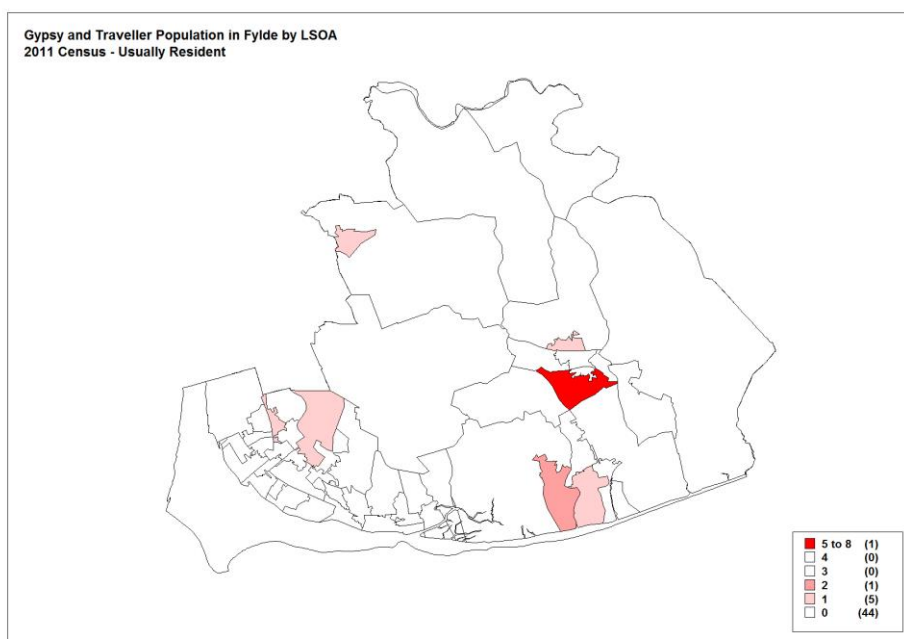 Gypsy and Traveller Population in Fylde by LSOA
2011 Census - Usually Resident
5 to 8 (1)
4 (0)
3 (0)
2 (1)
1 (5)
0 (44)